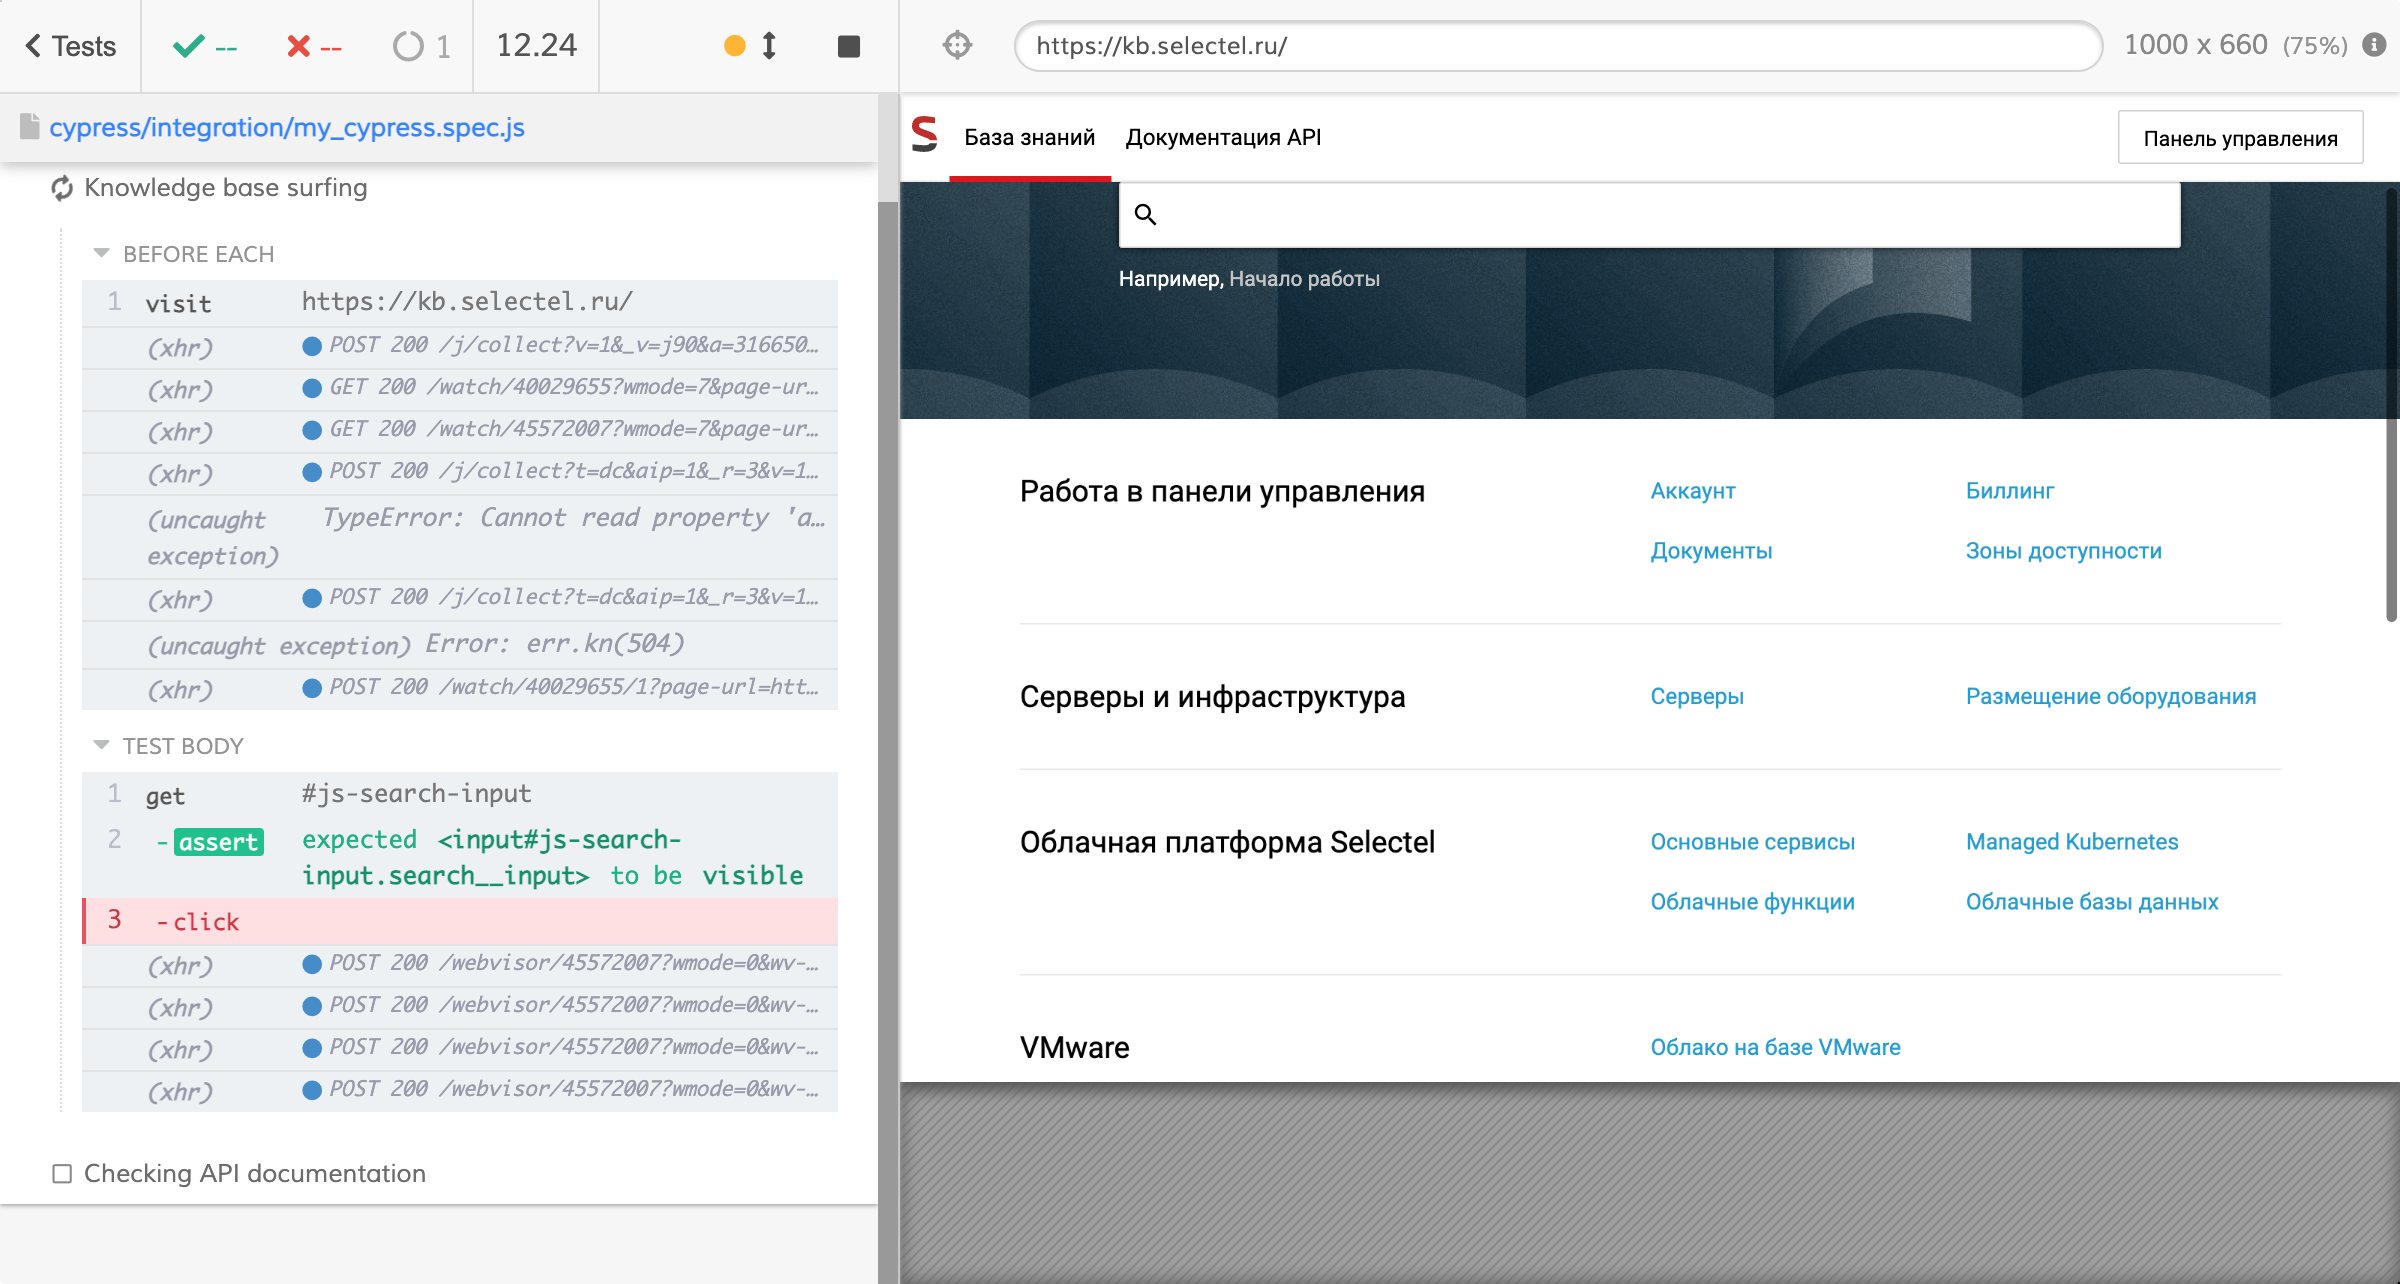 Tests
--
--
1
12.24
https://kb.selectel.ru/
1000 x 660 (75%)
cypress/integration/my_cypress.spec.js
Knowledge base surfing
BEFORE EACH
1 visit https://kb.selectel.ru/
(xhr) POST 200 /j/collect?v=1&_v=j90&a=316650...
(xhr) GET 200 /watch/40029655?wmode=7&page-ur...
(xhr) GET 200 /watch/45572007?wmode=7&page-ur...
(xhr) POST 200 /j/collect?t=dc&aip=1&_r=3&v=1...
(uncaught exception) TypeError: Cannot read property 'a...
(xhr) POST 200 /j/collect?t=dc&aip=1&_r=3&v=1...
(uncaught exception) Error: err.kn(504)
(xhr) POST 200 /watch/40029655/1?page-url=htt...
TEST BODY
1 get #js-search-input
2 -assert expected <input#js-search-
input.search__input> to be visible
3 -click
(xhr) POST 200 /webvisor/45572007?wmode=0&wv-...
(xhr) POST 200 /webvisor/45572007?wmode=0&wv-...
(xhr) POST 200 /webvisor/45572007?wmode=0&wv-...
(xhr) POST 200 /webvisor/45572007?wmode=0&wv-...
Checking API documentation
S База знаний Документация API
Панель управления
Например, Начало работы
Работа в панели управления
Аккаунт Биллинг
Документы Зоны доступности
Серверы и инфраструктура
Серверы Размещение оборудования
Облачная платформа Selectel
Основные сервисы Managed Kubernetes
Облачные функции Облачные базы данных
VMware
Облако на базе VMware